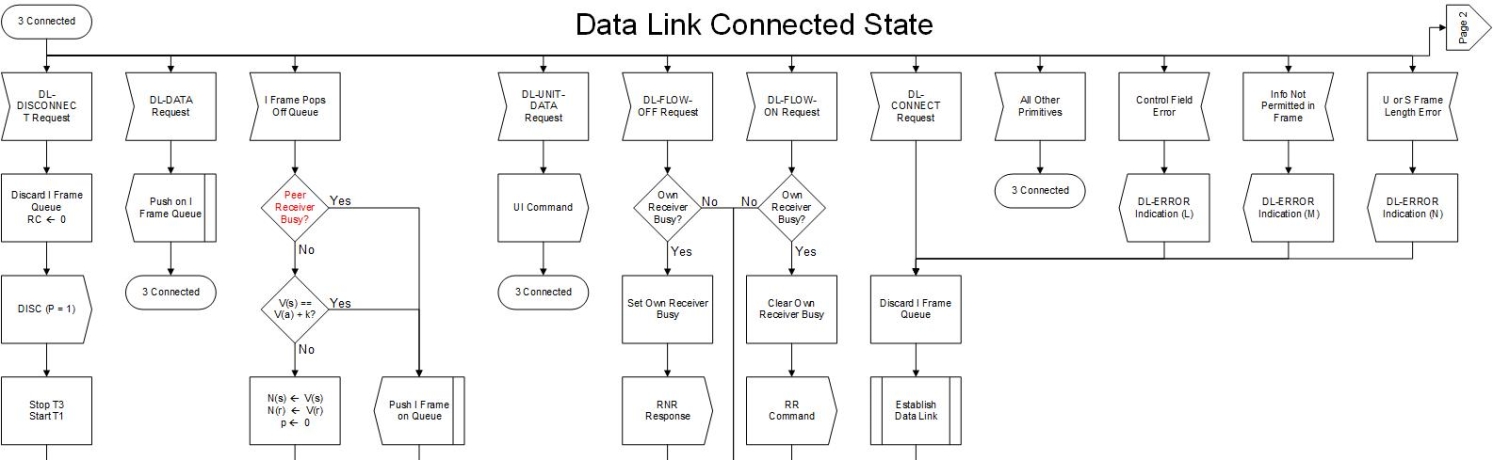 3 Connected
Data Link Connected State
Page 2
DL-
DISCONNEC
T Request
DL-DATA
Request
I Frame Pops
Off Queue
DL-UNIT-
DATA
Request
DL-FLOW-
OFF Request
DL-FLOW-
ON Request
DL-
CONNECT
Request
All Other
Primitives
Control Field
Error
Info Not
Permitted in
Frame
U or S Frame
Length Error
Discard I Frame
Queue
RC ← 0
Push on I
Frame Queue
Peer
Receiver
Busy?
Yes
No
UI Command
Own
Receiver
Busy?
No
Yes
No
Own
Receiver
Busy?
Yes
3 Connected
DL-ERROR
Indication (L)
DL-ERROR
Indication (M)
DL-ERROR
Indication (N)
DISC (P = 1)
3 Connected
V(s) ==
V(a) + k?
Yes
No
3 Connected
Set Own Receiver
Busy
Clear Own
Receiver Busy
Discard I Frame
Queue
Stop T3
Start T1
N(s) ← V(s)
N(r) ← V(r)
p ← 0
Push I Frame
on Queue
RNR
Response
RR
Command
Establish
Data Link